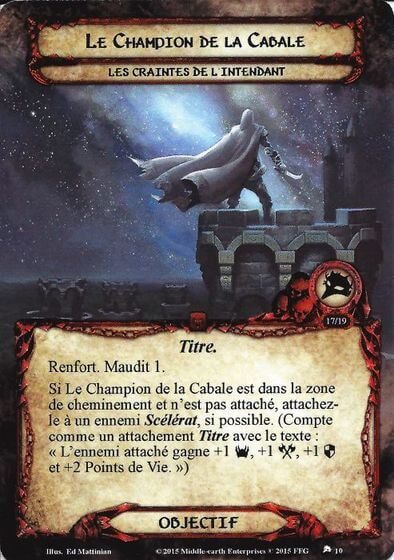 Le Champion de la Cabale
les craintes de l'intendant
17/19
Titre.
Renfort. Maudit 1.
Si Le Champion de la Cabale est dans la zone
de cheminement et n'est pas attaché, attachez-
le à un ennemi Scélérat, si possible. (Compte
comme un attachement Titre avec le texte :
« L'ennemi attaché gagne +1 , +1 , +1
et +2 Points de Vie. »)
OBJECTIF
Illus. Ed Mattinian
©2015 Middle-earth Enterprises ® 2015 FFG